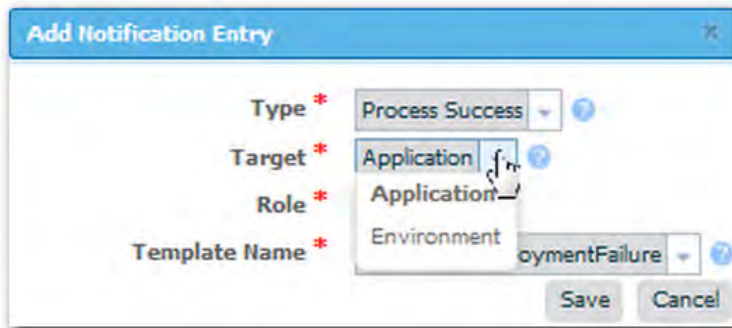 Add Notification Entry
Type * Process Success
Target * Application
Role * Application
Environment
Template Name * oymentFailure
Save Cancel